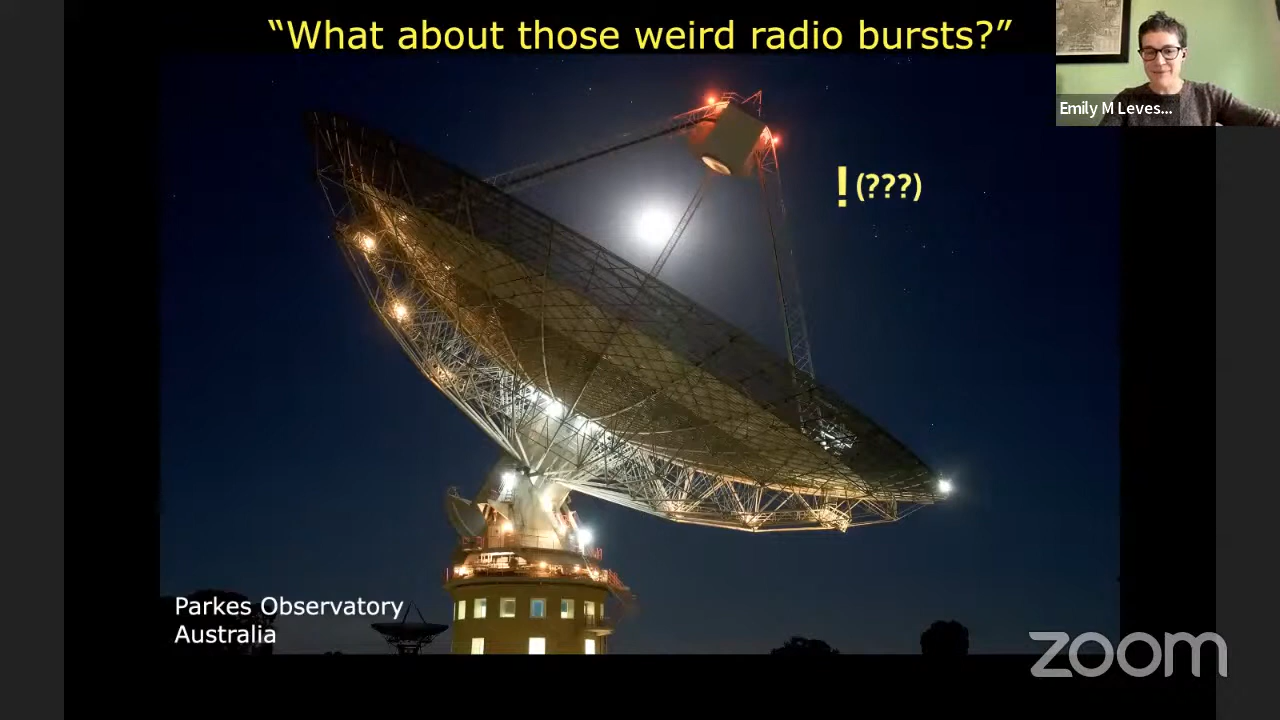 “What about those weird radio bursts?”
Emily M Leves...
!(???)
Parkes Observatory
Australia
zoom